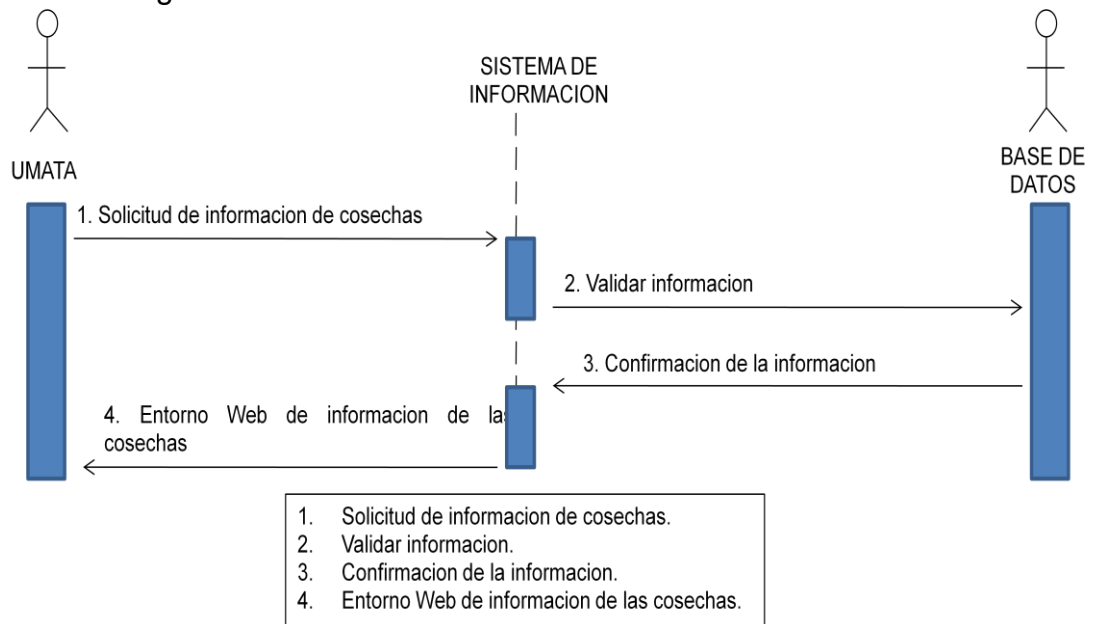 SISTEMA DE
INFORMACION
UMATA
BASE DE
DATOS
1. Solicitud de informacion de cosechas
2. Validar informacion
3. Confirmacion de la informacion
4. Entorno Web de informacion de las
cosechas
1. Solicitud de informacion de cosechas.
2. Validar informacion.
3. Confirmacion de la informacion.
4. Entorno Web de informacion de las cosechas.